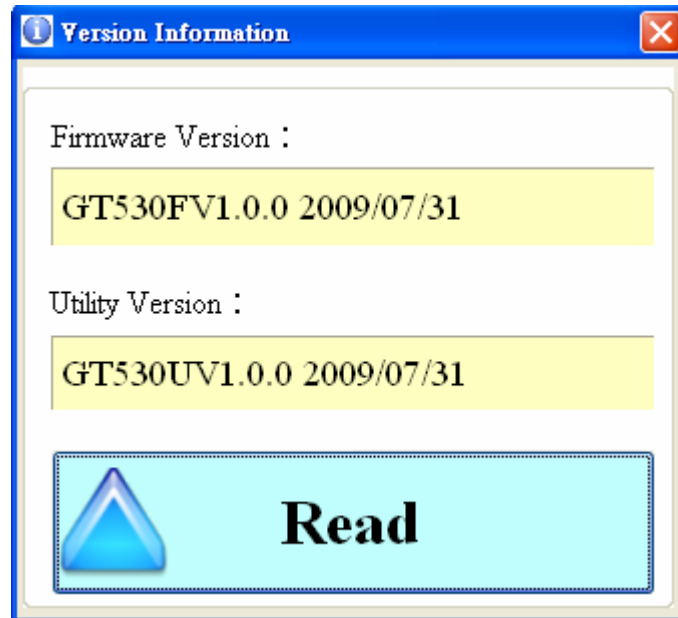 Version Information
Firmware Version：
GT530FV1.0.0 2009/07/31
Utility Version：
GT530UV1.0.0 2009/07/31
Read